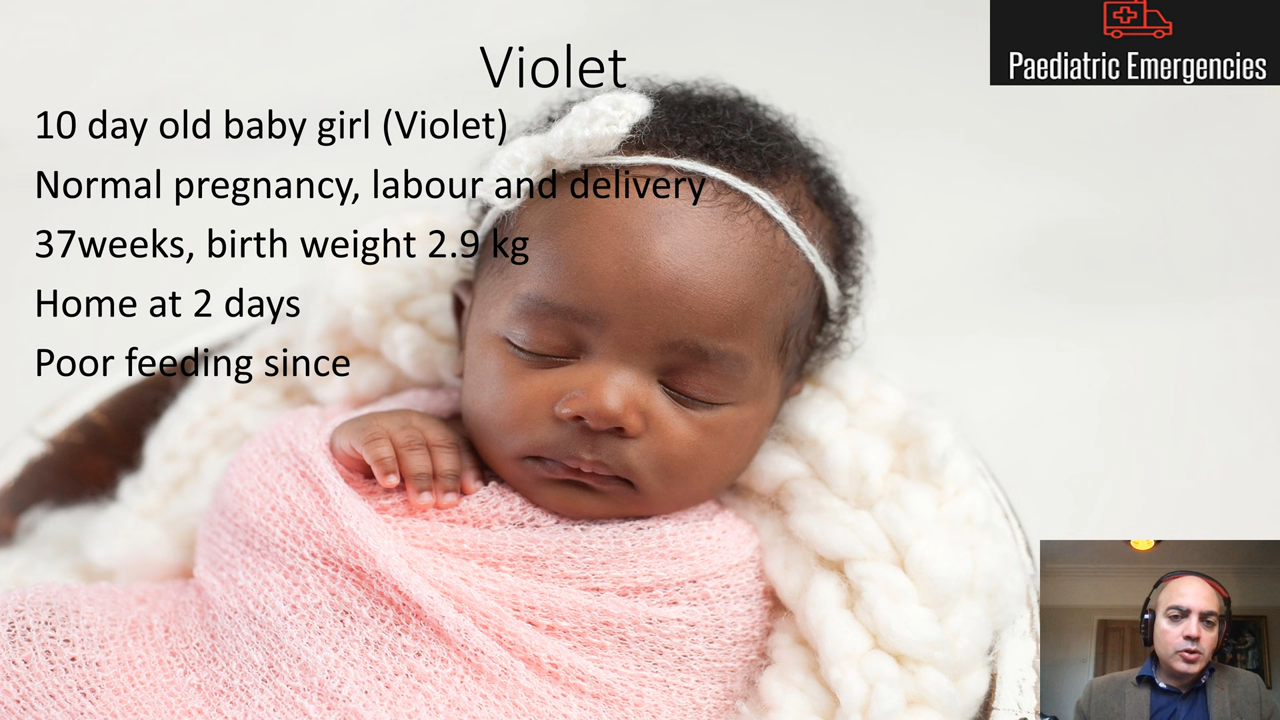 Paediatric Emergencies
Violet
10 day old baby girl (Violet)
Normal pregnancy, labour and delivery
37weeks, birth weight 2.9 kg
Home at 2 days
Poor feeding since